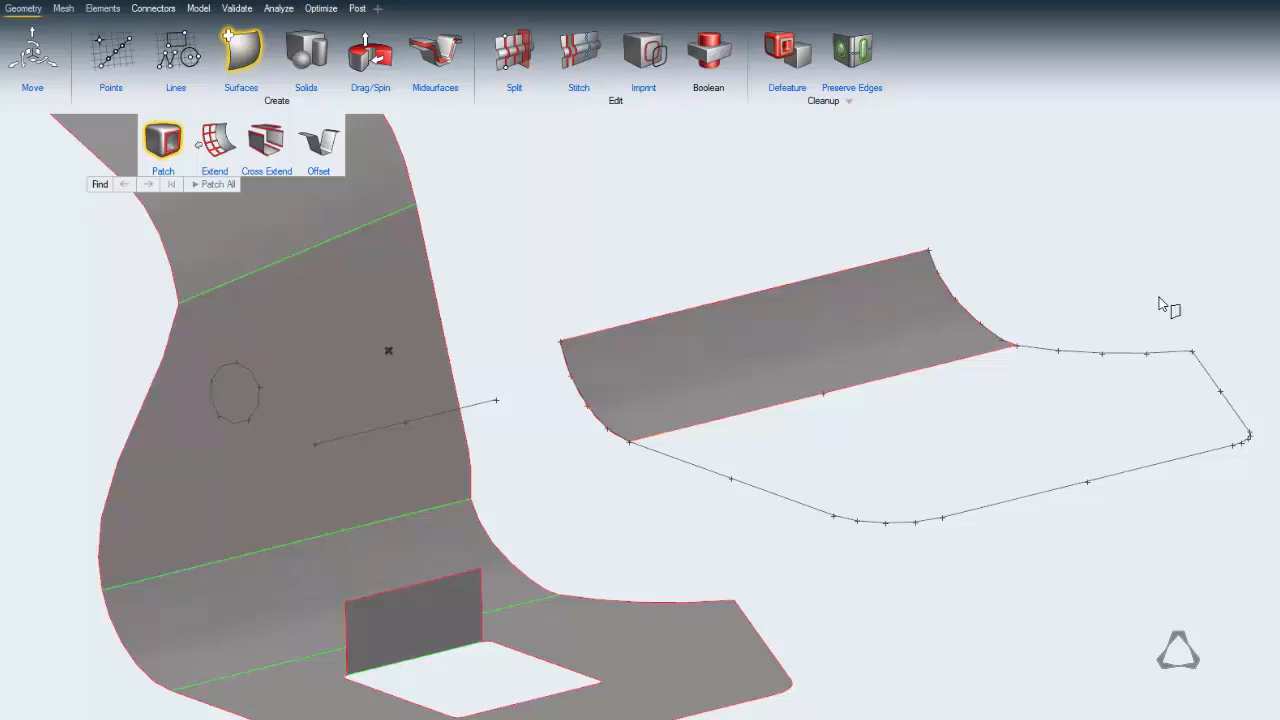 Geometry Mesh Elements Connectors Model Validate Analyze Optimize Post
Move Points Lines Surfaces Solids Drag/Spin Midsurfaces Split Stitch Imprint Boolean Defeature Preserve Edges
Create Edit Cleanup
Patch Extend Cross Extend Offset
Find Patch All